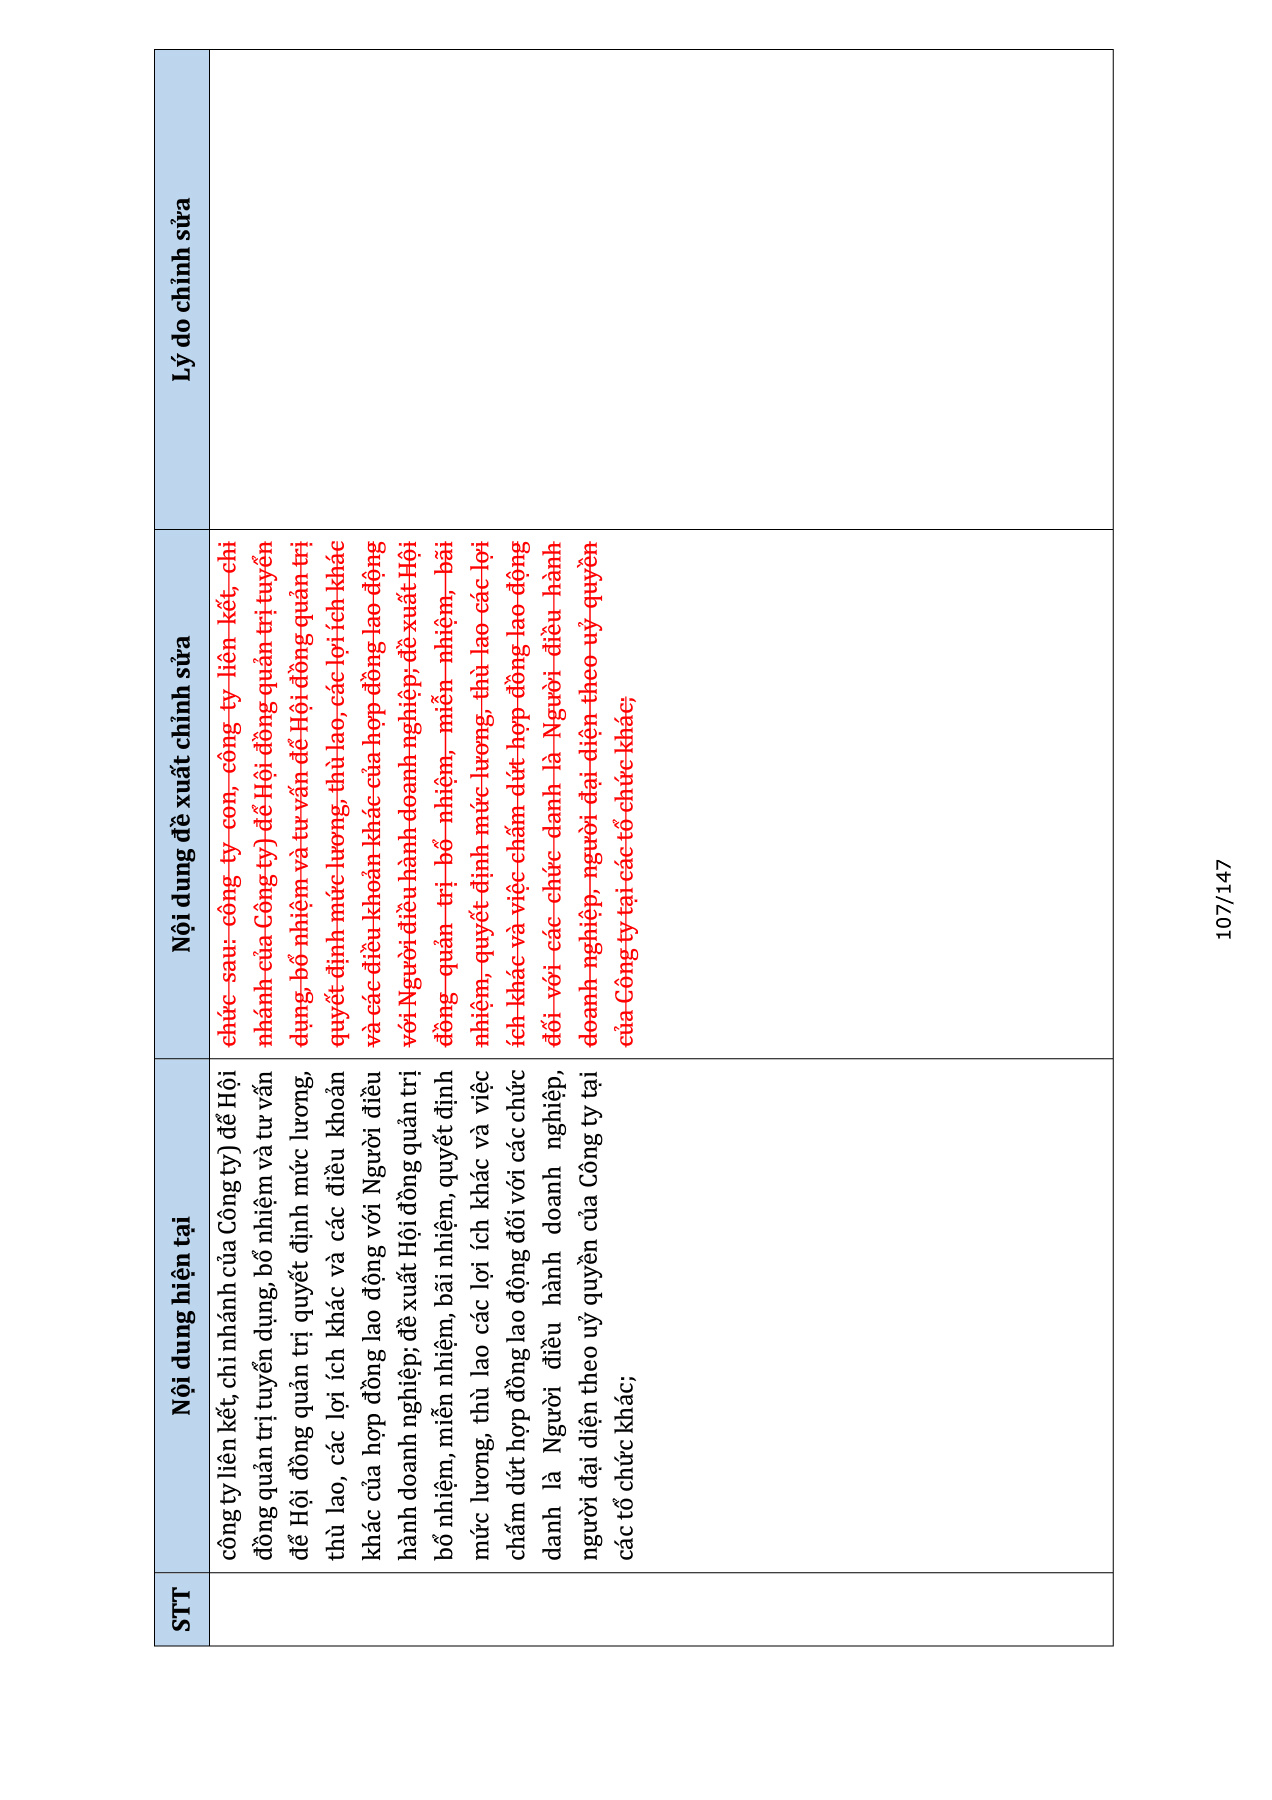 STT
Nội dung hiện tại
Nội dung đề xuất chỉnh sửa
Lý do chỉnh sửa
công ty liên kết, chi nhánh của Công ty) để Hội
đồng quản trị tuyển dụng, bổ nhiệm và tư vấn
để Hội đồng quản trị quyết định mức lương,
thù lao, các lợi ích khác và các điều khoản
khác của hợp đồng lao động với Người điều
hành doanh nghiệp; đề xuất Hội đồng quản trị
bổ nhiệm, miễn nhiệm, bãi nhiệm, quyết định
mức lương, thù lao các lợi ích khác và việc
chấm dứt hợp đồng lao động đối với các chức
danh là Người điều hành doanh nghiệp,
người đại diện theo uỷ quyền của Công ty tại
các tổ chức khác;
chức sau: công ty con, công ty liên kết, chi
nhánh của Công ty) để Hội đồng quản trị tuyển
dụng, bổ nhiệm và tư vấn để Hội đồng quản trị
quyết định mức lương, thù lao, các lợi ích khác
và các điều khoản khác của hợp đồng lao động
với Người điều hành doanh nghiệp; đề xuất Hội
đồng quản trị bổ nhiệm, miễn nhiệm, bãi
nhiệm, quyết định mức lương, thù lao các lợi
ích khác và việc chấm dứt hợp đồng lao động
đối với các chức danh là Người điều hành
doanh nghiệp, người đại diện theo uỷ quyền
của Công ty tại các tổ chức khác;
107/147